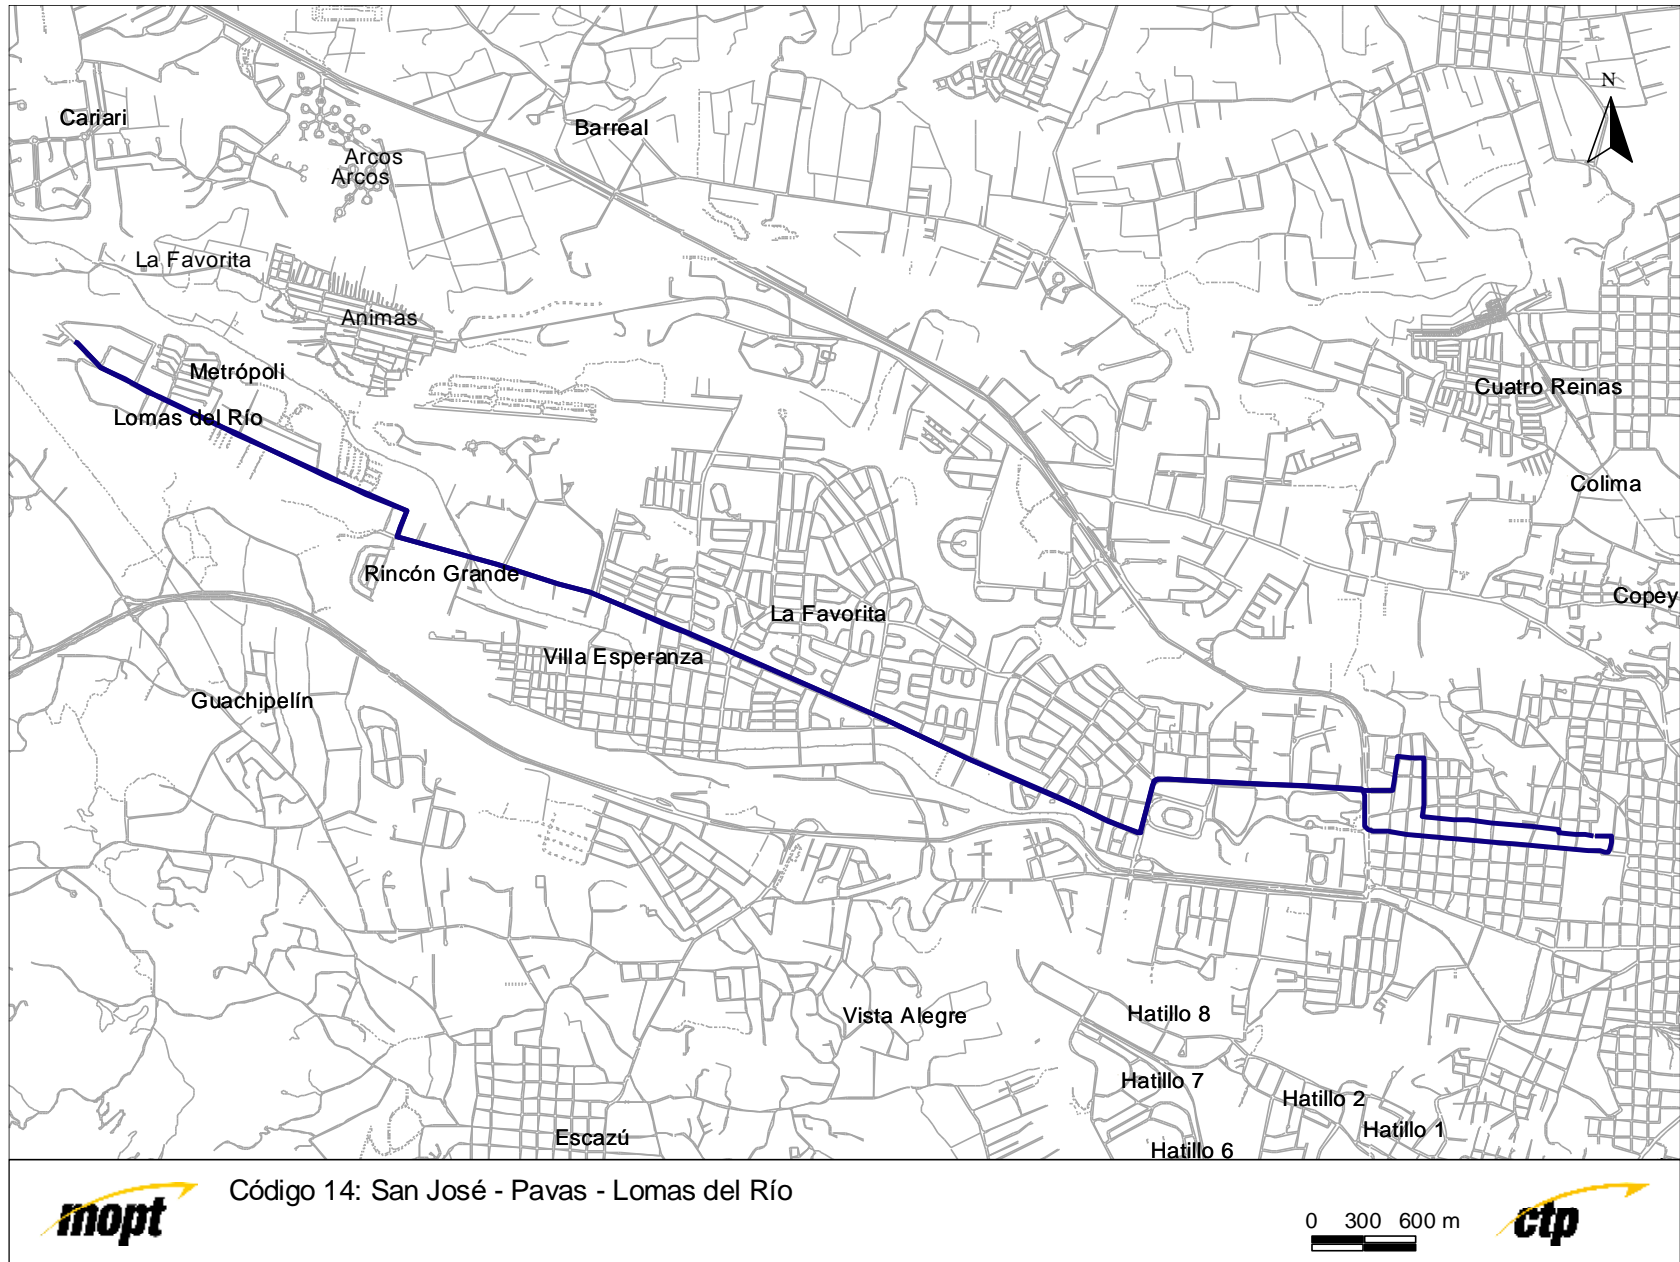 N
Cariari
Barreal
Arcos
Arcos
La Favorita
Animas
Metrópoli
Cuatro Reinas
Lomas del Río
Colima
Rincón Grande
Copey
La Favorita
Villa Esperanza
Guachipelín
Vista Alegre
Hatillo 8
Hatillo 7
Hatillo 2
Hatillo 1
Escazú
Hatillo 6
mopt
Código 14: San José - Pavas - Lomas del Río
0 300 600 m
ctp